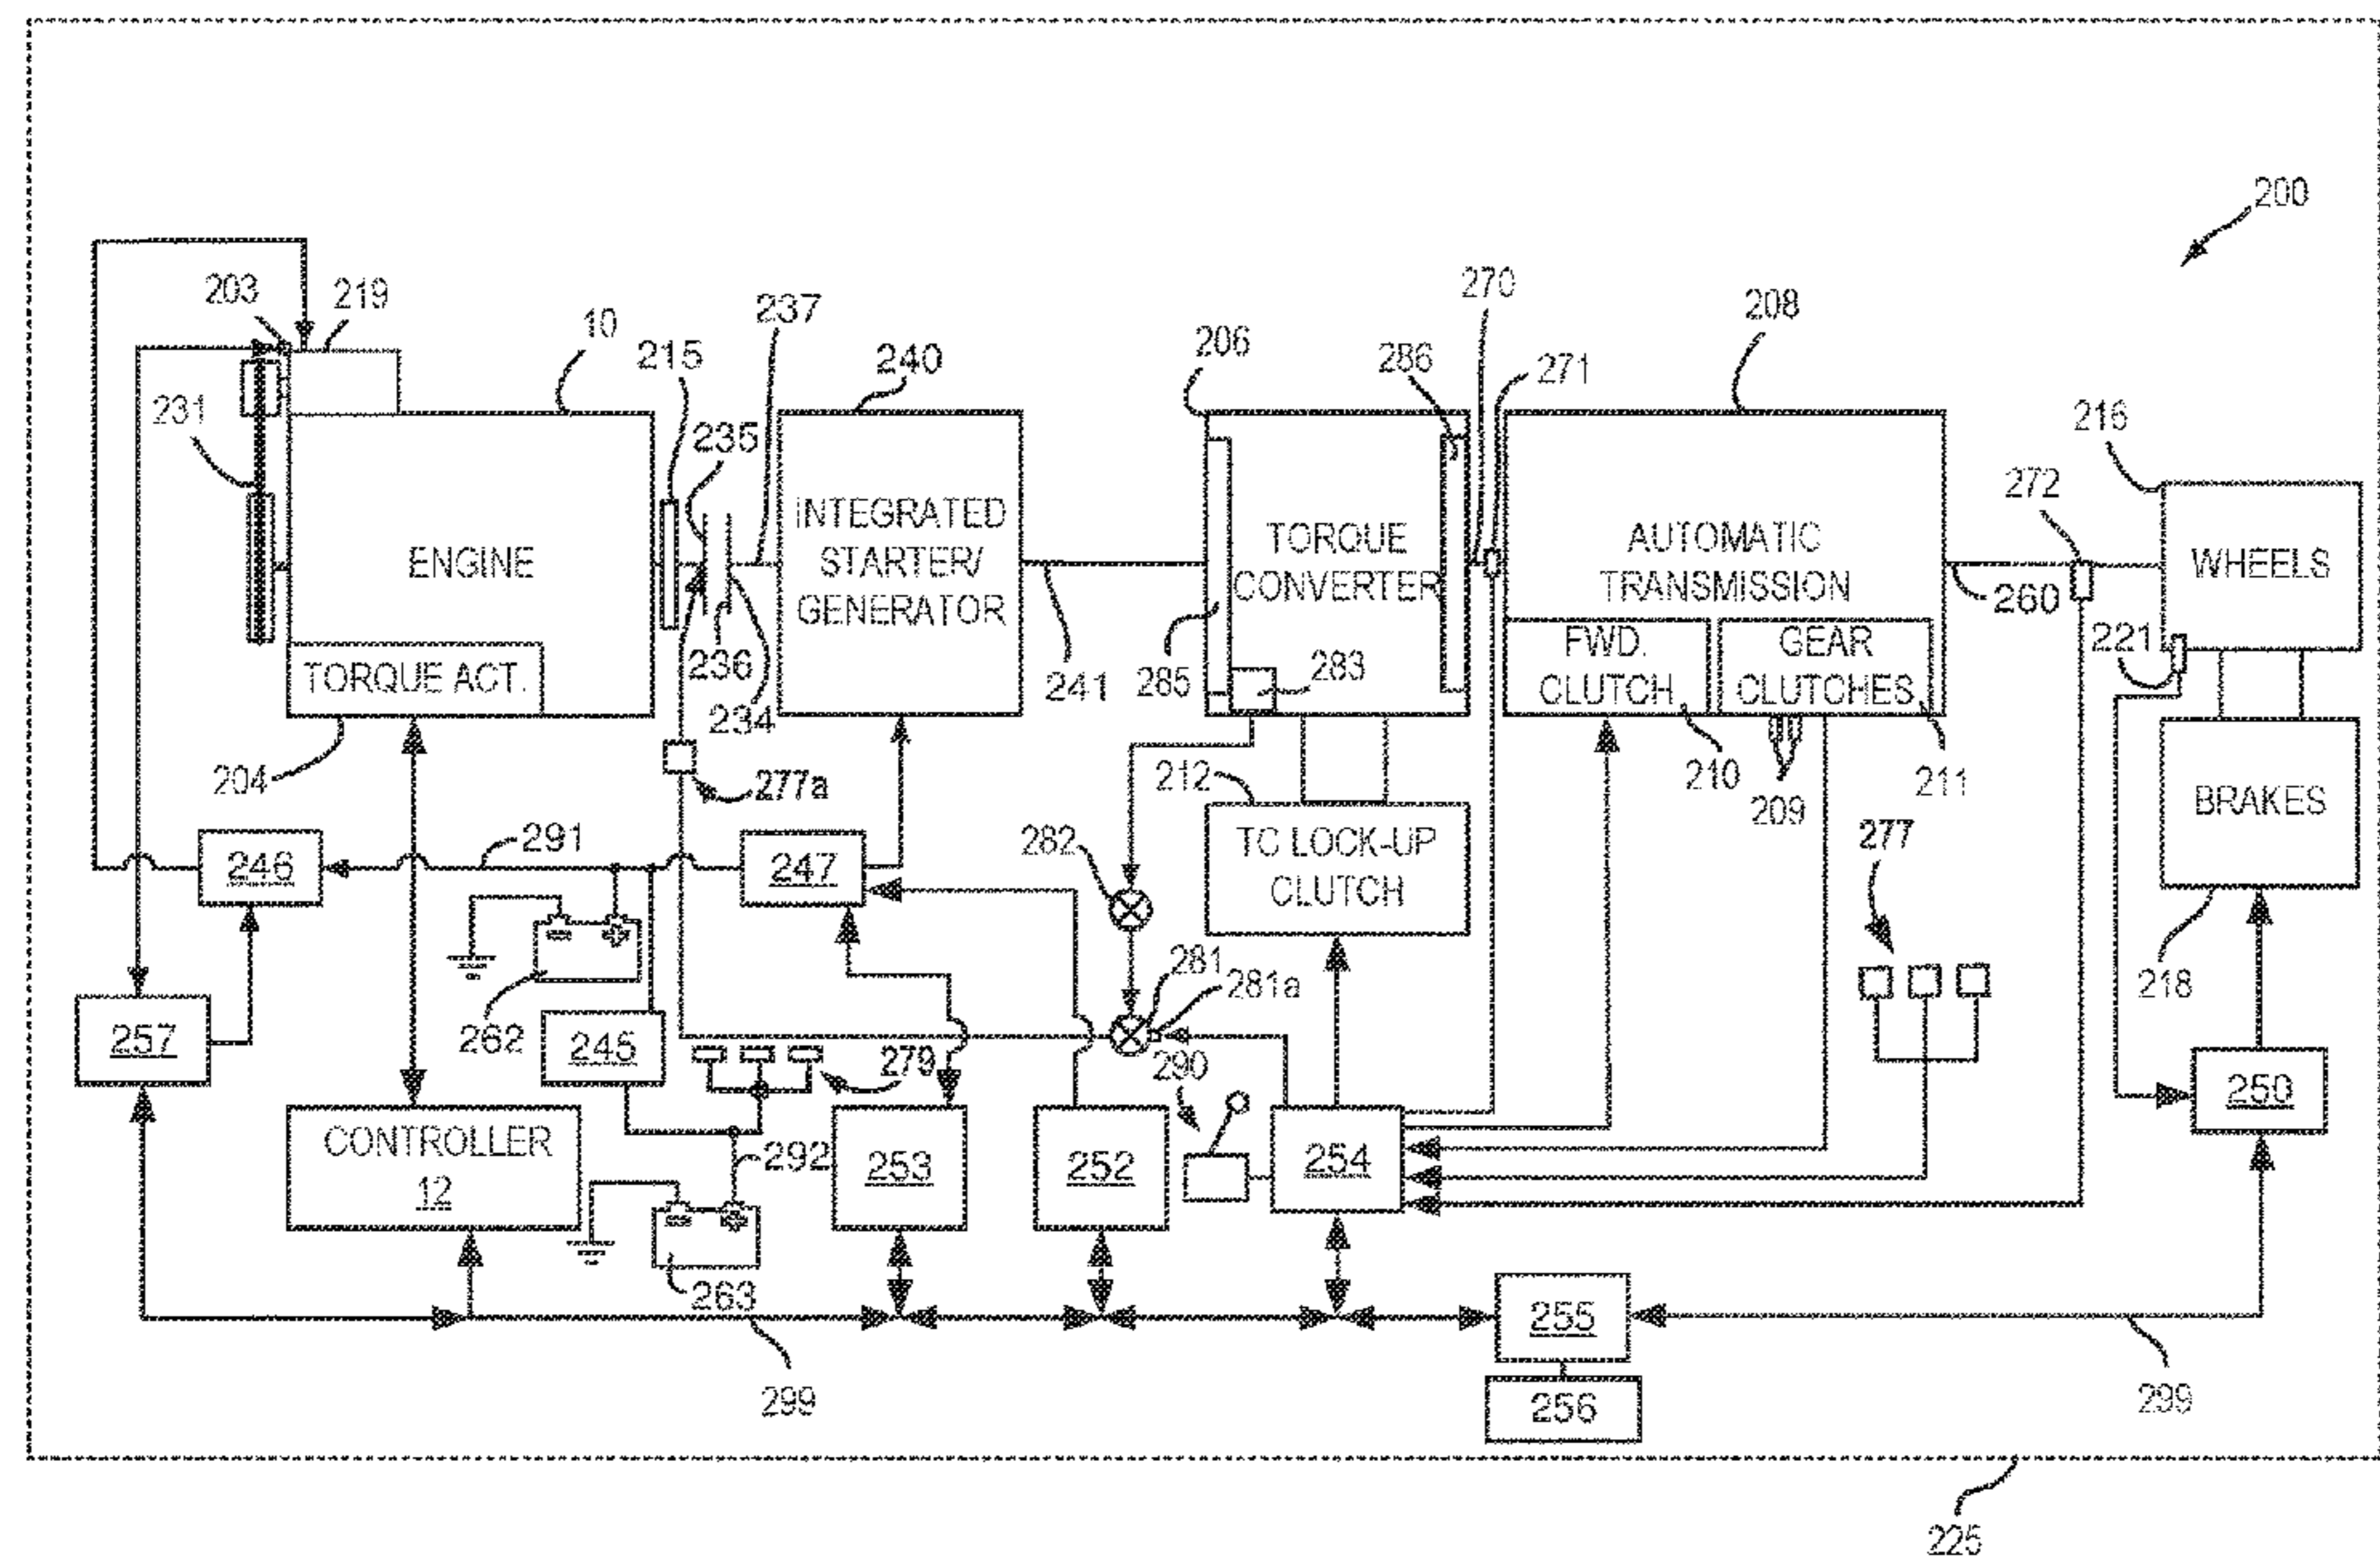 200
203
219
10
237
270
208
215
240
206
286
271
231
235
216
272
ENGINE
INTEGRATED
STARTER/
GENERATOR
TORQUE
CONVERTER
AUTOMATIC
TRANSMISSION
WHEELS
260
TORQUE ACT.
236
234
241
285
283
FWD.
CLUTCH
GEAR
CLUTCHES
221
204
277a
212
210
209
211
BRAKES
291
246
247
282
TC LOCK-UP
CLUTCH
277
218
262
281
281a
257
245
279
290
250
CONTROLLER
12
292
253
252
254
263
255
299
256
299
225